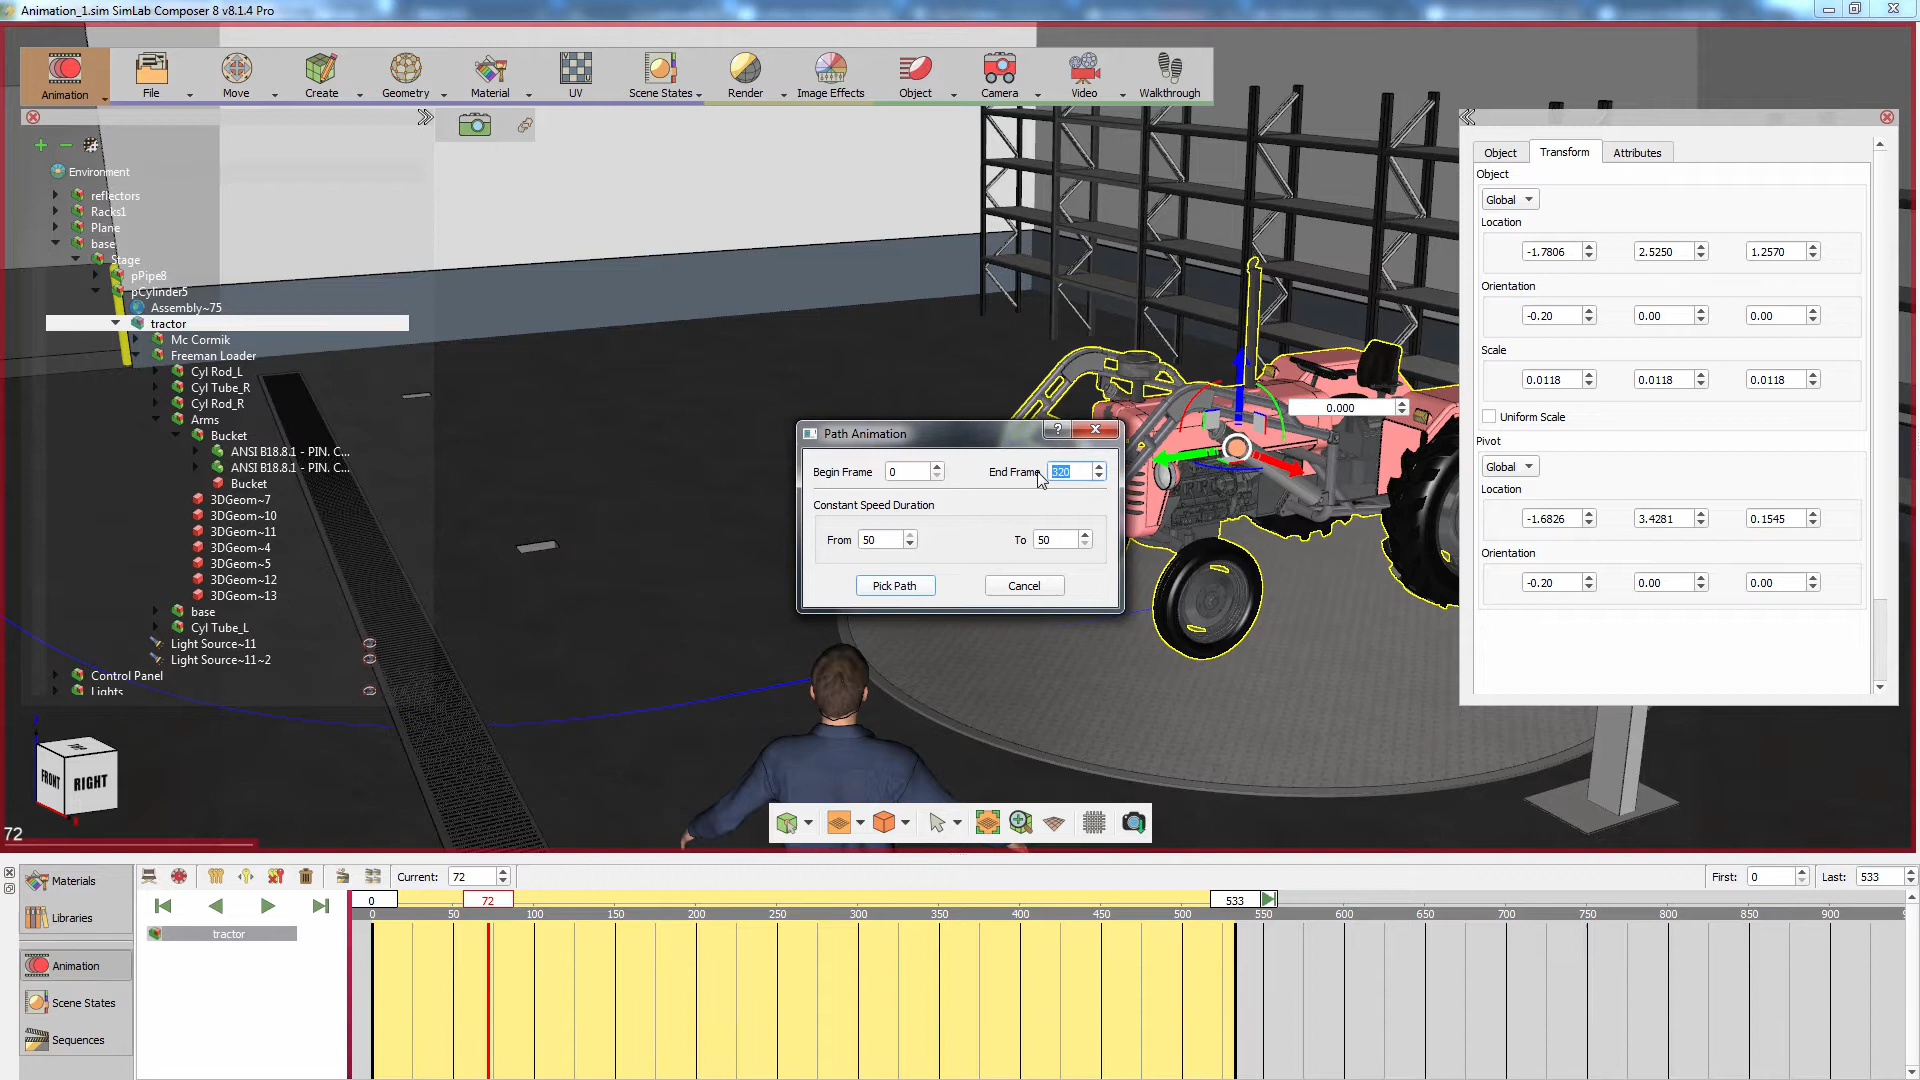 Animation_1.sim SimLab Composer 8 v8.1.4 Pro
Animation
File
Move
Create
Geometry
Material
UV
Scene States
Render
Image Effects
Object
Camera
Video
Walkthrough
Environment
reflectors
Racks1
Plane
base
Stage
pPipe8
pCylinder5
Assembly~75
tractor
Mc Cormik
Freeman Loader
Cyl Rod_L
Cyl Tube_R
Cyl Rod_R
Arms
Bucket
ANSI B18.8.1 - PIN. C...
ANSI B18.8.1 - PIN. C...
Bucket
3DGeom~7
3DGeom~10
3DGeom~11
3DGeom~4
3DGeom~5
3DGeom~12
3DGeom~13
base
Cyl Tube_L
Light Source~11
Light Source~11~2
Control Panel
Lights
Path Animation
?
Begin Frame 0 End Frame 320
Constant Speed Duration
From 50 To 50
Pick Path Cancel
0.000
Object Transform Attributes
Object
Global
Location
-1.7806 2.5250 1.2570
Orientation
-0.20 0.00 0.00
Scale
0.0118 0.0118 0.0118
Uniform Scale
Pivot
Global
Location
-1.6826 3.4281 0.1545
Orientation
-0.20 0.00 0.00
FRONT RIGHT
72
Materials
Libraries
Animation
Scene States
Sequences
Current: 72
First: 0 Last: 533
0 72 533
0 50 100 150 200 250 300 350 400 450 500 550 600 650 700 750 800 850 900
tractor